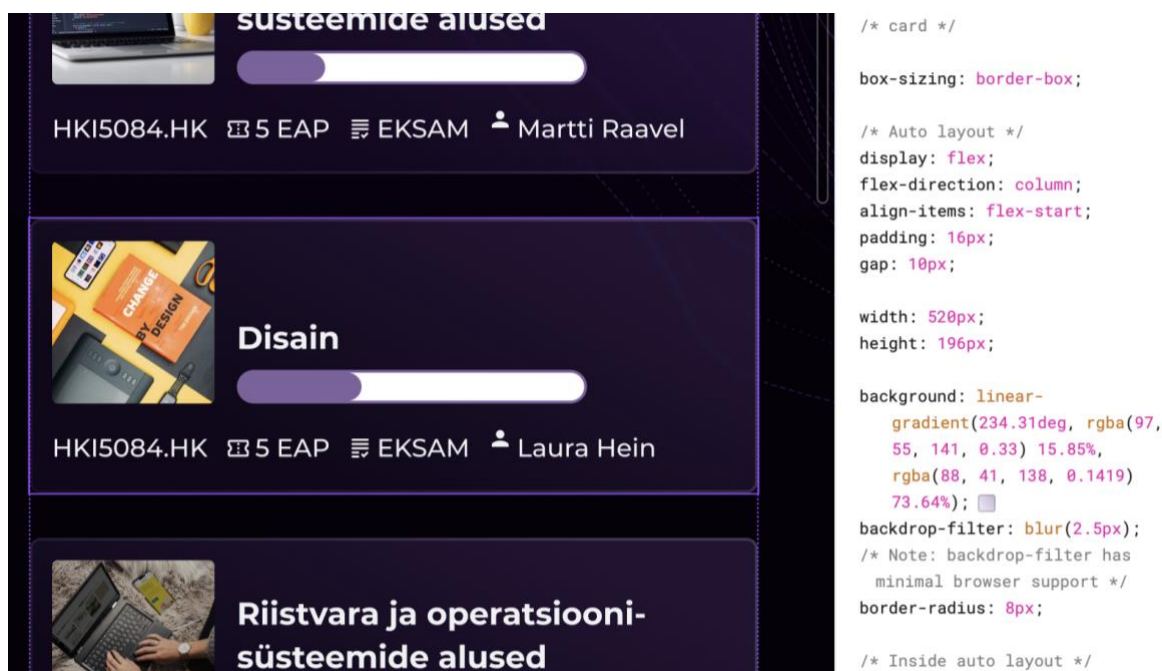 süsteemide alused
HKI5084.HK 5 EAP EKSAM Martti Raavel
CHANGE
BY
DESIGN
Disain
HKI5084.HK 5 EAP EKSAM Laura Hein
Riistvara ja operatsiooni-
süsteemide alused
/* card */
box-sizing: border-box;
/* Auto layout */
display: flex;
flex-direction: column;
align-items: flex-start;
padding: 16px;
gap: 10px;
width: 520px;
height: 196px;
background: linear-
gradient(234.31deg, rgba(97,
55, 141, 0.33) 15.85%,
rgba(88, 41, 138, 0.1419)
73.64%);
backdrop-filter: blur(2.5px);
/* Note: backdrop-filter has
minimal browser support */
border-radius: 8px;
/* Inside auto layout */